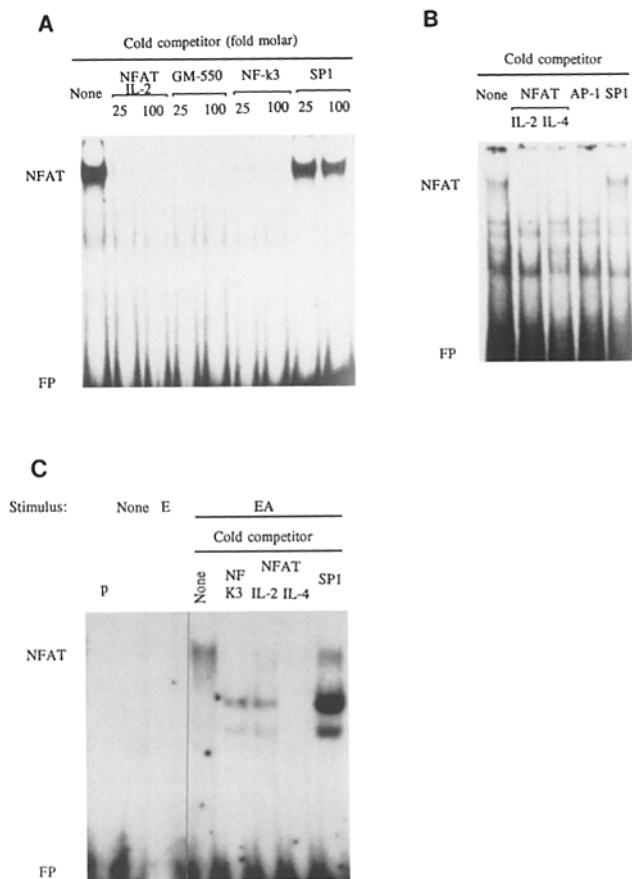 A
Cold competitor (fold molar)
None
NFAT
IL-2
GM-550
NF-k3
SP1
25 100 25 100 25 100 25 100
NFAT
FP
B
Cold competitor
None NFAT AP-1 SP1
IL-2 IL-4
NFAT
FP
C
Stimulus: None E EA
Cold competitor
P
None
NF
K3
NFAT
IL-2 IL-4
SP1
NFAT
FP